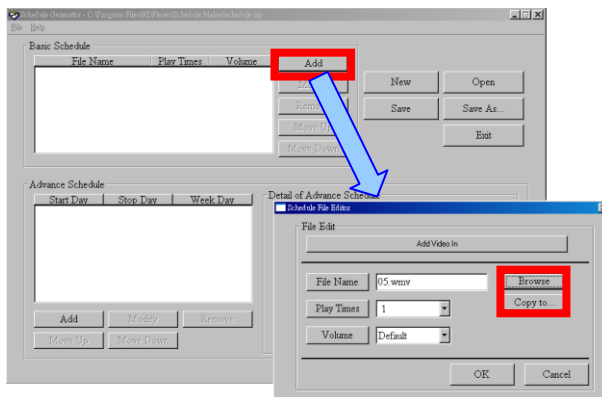 Schedule Generator - C:\Program Files\SDPlayer\Schedule Maker\schedule.ini
File Help
Basic Schedule
File Name Play Times Volume
Add
Remove
Move Up
Move Down
New Open
Save Save As...
Exit
Advance Schedule
Start Day Stop Day Week Day
Add Modify Remove
Move Up Move Down
Detail of Advance Schedule
Schedule File Editor
File Edit
Add Video In
File Name 05.wmv Browse
Copy to...
Play Times 1
Volume Default
OK Cancel